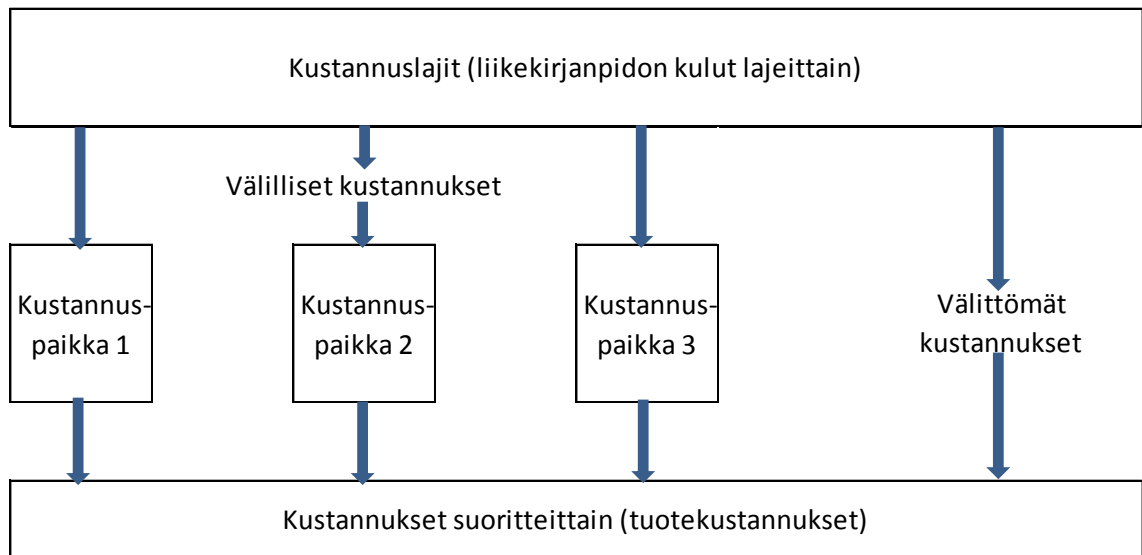 Kustannuslajit (liikekirjanpidon kulut lajeittain)
Välilliset kustannukset
Kustannus-
paikka 1
Kustannus-
paikka 2
Kustannus-
paikka 3
Välittömät
kustannukset
Kustannukset suoritteittain (tuotekustannukset)